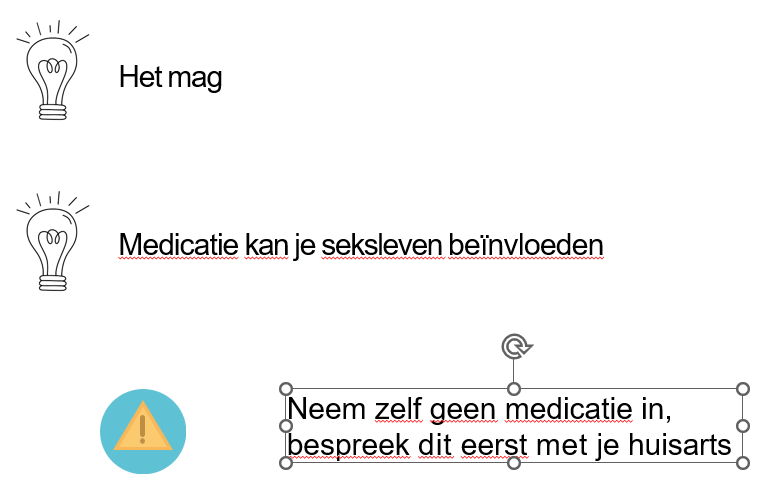 Het mag
Medicatie kan je seksleven beïnvloeden
Neem zelf geen medicatie in,
bespreek dit eerst met je huisarts